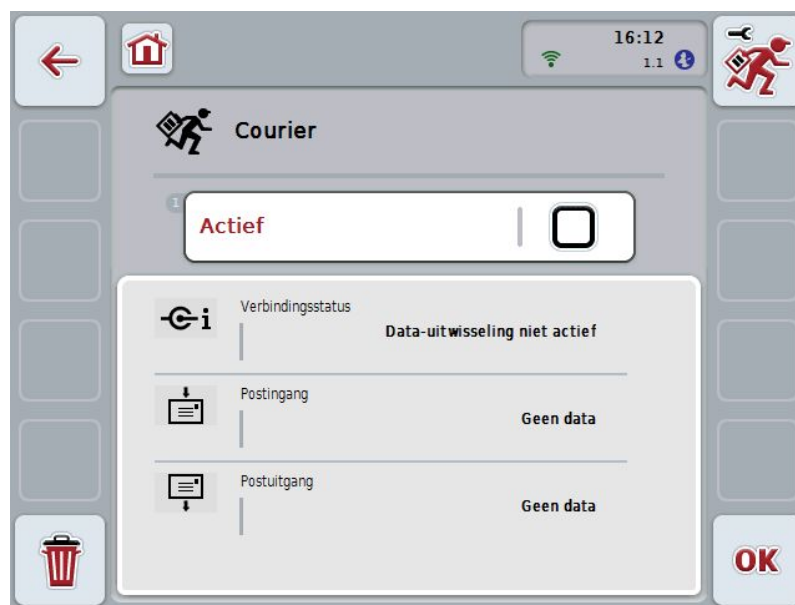 16:12
1.1
Courier
1
Actief
Verbindingsstatus
Data-uitwisseling niet actief
Postingang
Geen data
Postuitgang
Geen data
OK